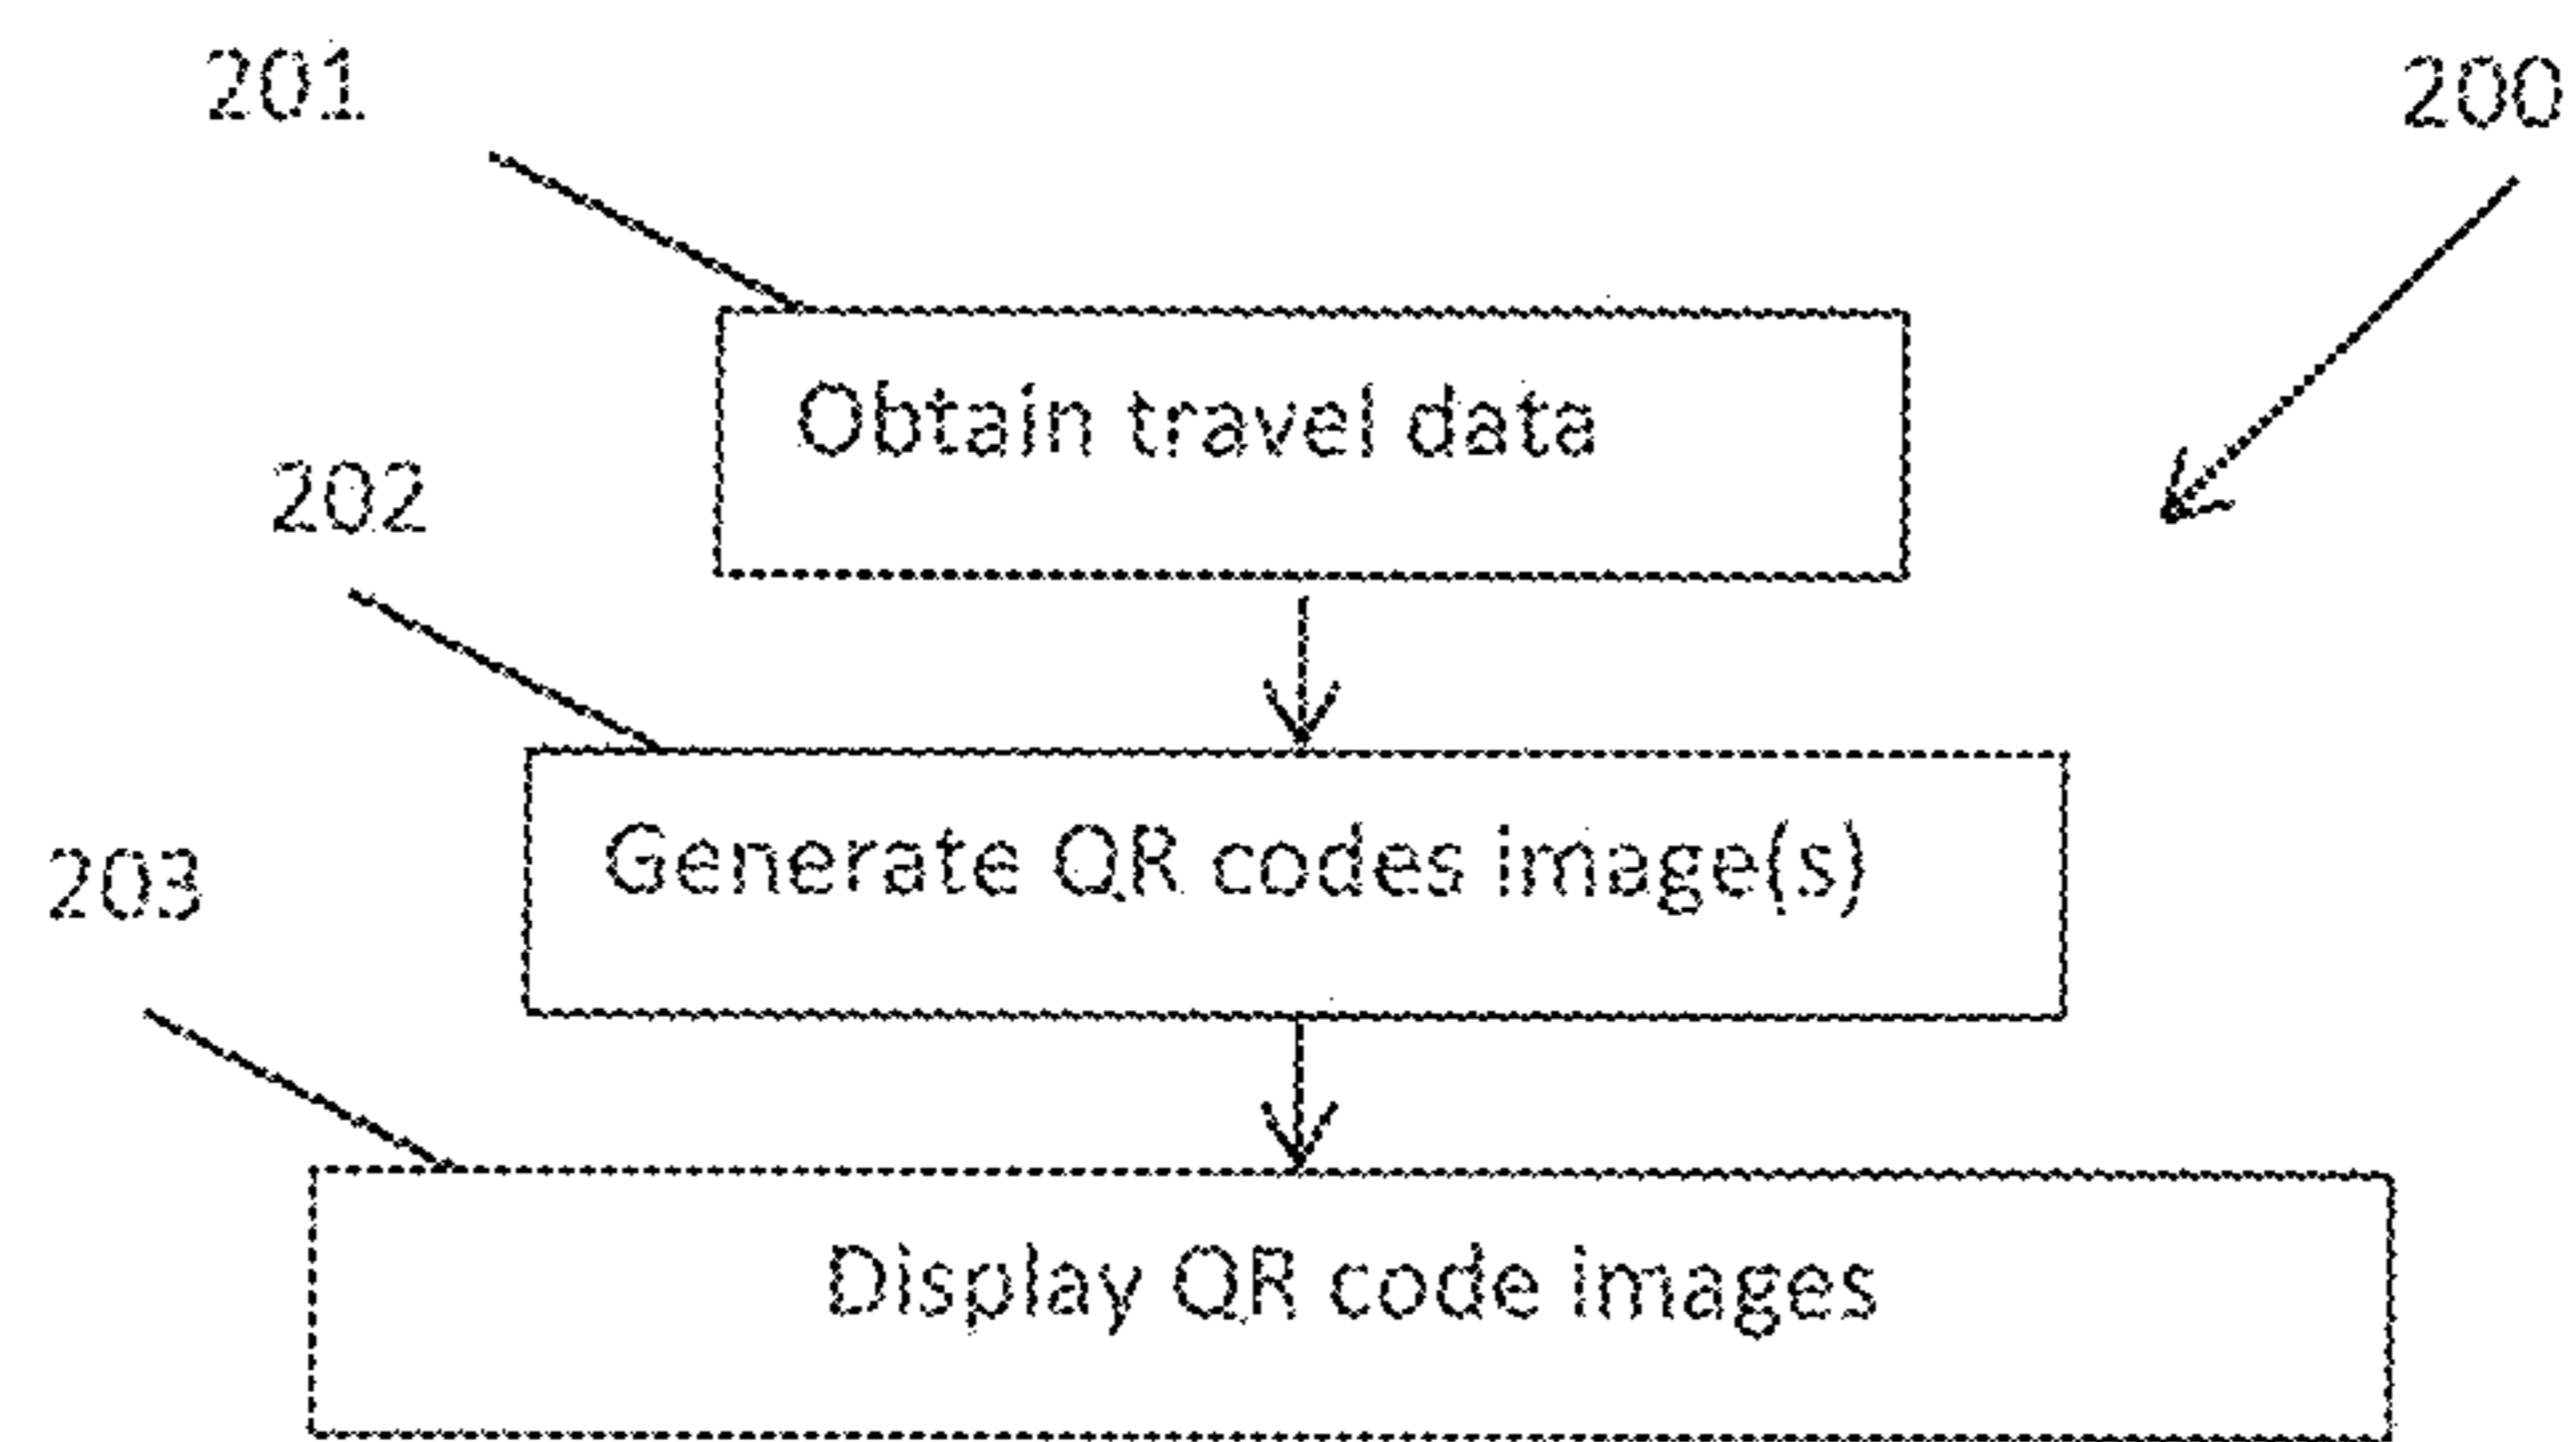 201
200
Obtain travel data
202
Generate QR codes image(s)
203
Display QR code images